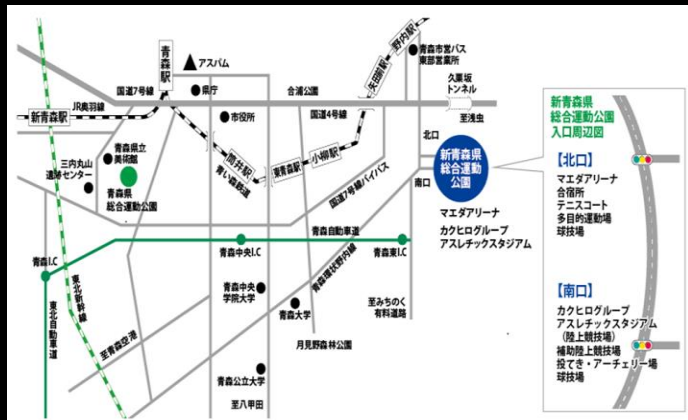 青森駅
アスパム
野内駅
青森市営バス
東部営業所
矢田前駅
久栗坂
トンネル
国道7号線
県庁
合浦公園
JR奥羽線
新青森駅
市役所
国道4号線
至浅虫
北口
筒井駅
東青森駅
小柳駅
青い森鉄道
青森県立
美術館
三内丸山
遺跡センター
青森県
総合運動公園
国道7号線バイパス
新青森県
総合運動
公園
南口
マエダアリーナ
カクヒログループ
アスレチックスタジアム
青森自動車道
青森I.C
青森中央I.C
青森東I.C
青森環状野内線
東北新幹線
東北自動車道
青森中央
学院大学
青森大学
至みちのく
有料道路
至青森空港
月見野森林公園
青森公立大学
至八甲田
新青森県
総合運動公園
入口周辺図
【北口】
マエダアリーナ
合宿所
テニスコート
多目的運動場
球技場
【南口】
カクヒログループ
アスレチックスタジアム
(陸上競技場)
補助陸上競技場
投てき・アーチェリー場
球技場